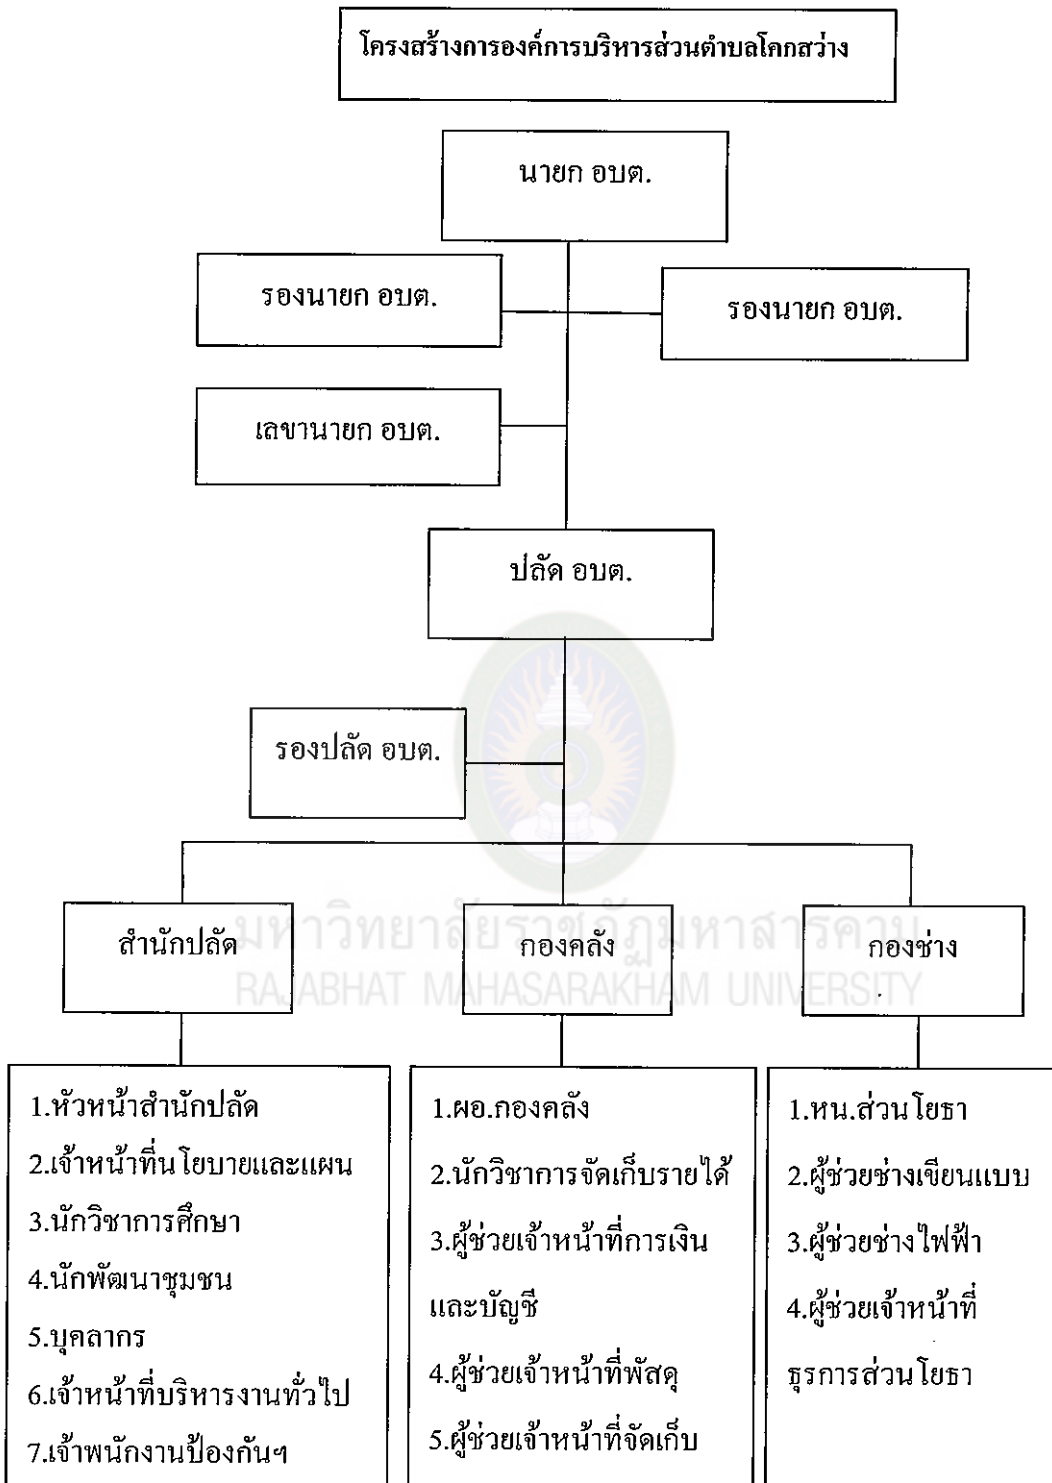 โครงสร้างการองค์การบริหารส่วนตำบลโคกสว่าง
นายก อบต.
รองนายก อบต.
รองนายก อบต.
เลขานายก อบต.
ปลัด อบต.
รองปลัด อบต.
สำนักปลัด
กองคลัง
กองช่าง
มหาวิทยาลัยราชภัฏมหาสารคาม
RAJABHAT MAHASARAKHAM UNIVERSITY
1.หัวหน้าสำนักปลัด
2.เจ้าหน้าที่นโยบายและแผน
3.นักวิชาการศึกษา
4.นักพัฒนาชุมชน
5.บุคลากร
6.เจ้าหน้าที่บริหารงานทั่วไป
7.เจ้าพนักงานป้องกันฯ
1.ผอ.กองคลัง
2.นักวิชาการจัดเก็บรายได้
3.ผู้ช่วยเจ้าหน้าที่การเงิน
และบัญชี
4.ผู้ช่วยเจ้าหน้าที่พัสดุ
5.ผู้ช่วยเจ้าหน้าที่จัดเก็บ
1.หน.ส่วนโยธา
2.ผู้ช่วยช่างเขียนแบบ
3.ผู้ช่วยช่างไฟฟ้า
4.ผู้ช่วยเจ้าหน้าที่
ธุรการส่วนโยธา